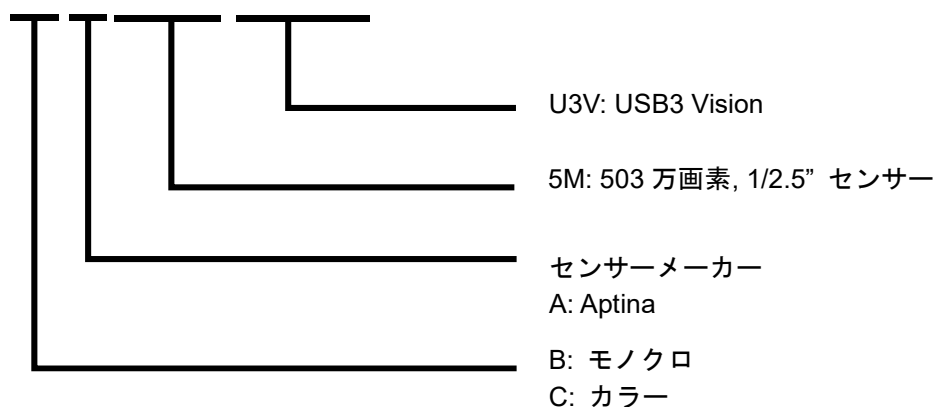 U3V: USB3 Vision
5M: 503 万画素, 1/2.5” センサー
センサーメーカー
A: Aptina
B: モノクロ
C: カラー